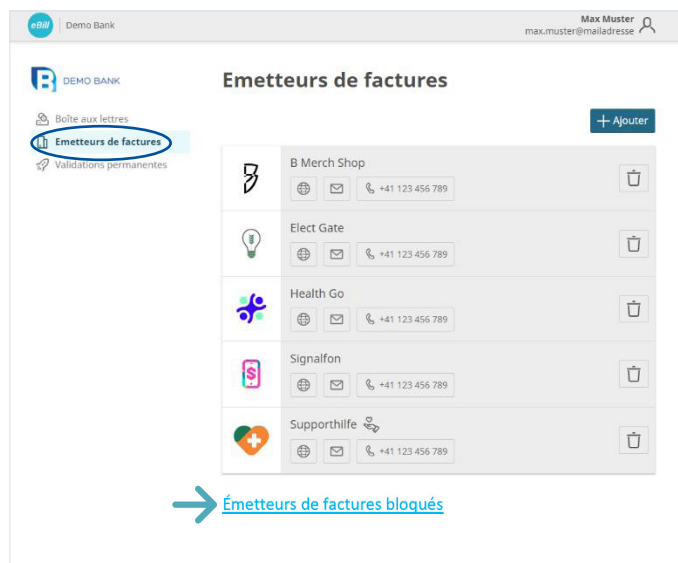 eBill Demo Bank
Max Muster
max.muster@mailadresse
DEMO BANK
Emetteurs de factures
Boîte aux lettres
Emetteurs de factures
Validations permanentes
+ Ajouter
B Merch Shop
+41 123 456 789
Elect Gate
+41 123 456 789
Health Go
+41 123 456 789
Signalfon
+41 123 456 789
Supporthilfe
+41 123 456 789
Émetteurs de factures bloqués